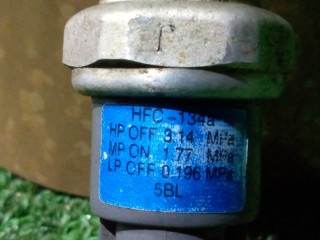 HFC-134a
HP OFF 3.14 MPa
MP ON 1.77 MPa
LP OFF 0.196 MPa
5BL